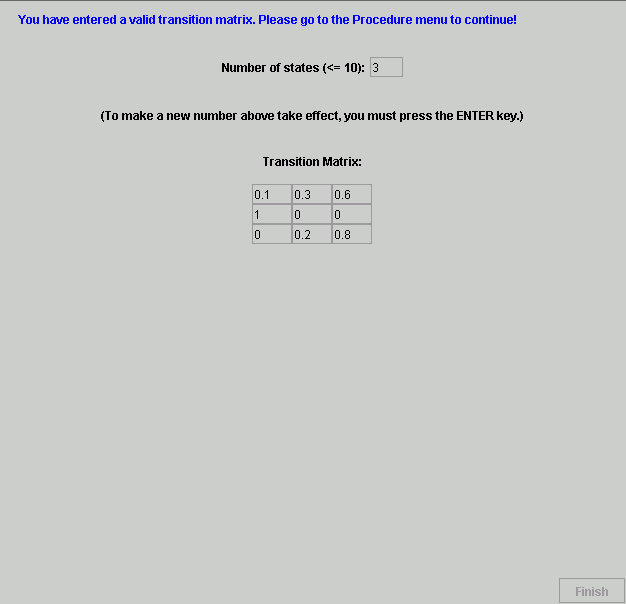 You have entered a valid transition matrix. Please go to the Procedure menu to continue!
Number of states (<= 10): 3
(To make a new number above take effect, you must press the ENTER key.)
Transition Matrix:
0.1 0.3 0.6
1 0 0
0 0.2 0.8
Finish